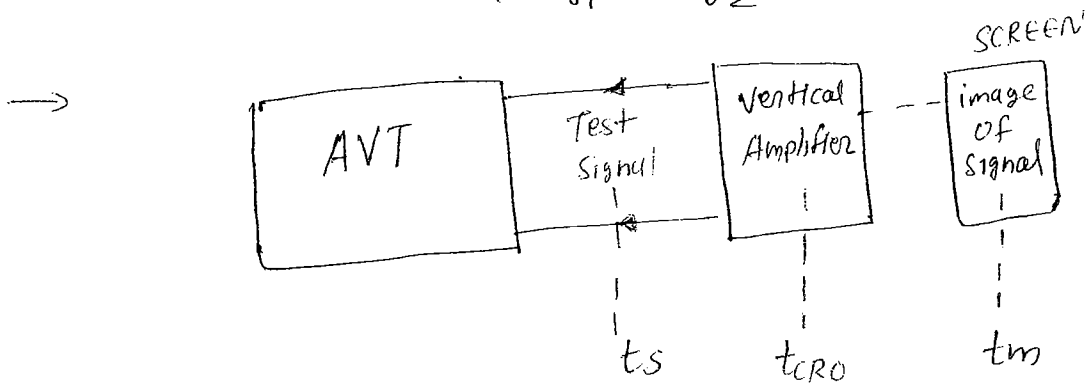 SCREEN
AVT
Test
Signal
Vertical
Amplifier
image
of
signal
ts
tCRO
tm